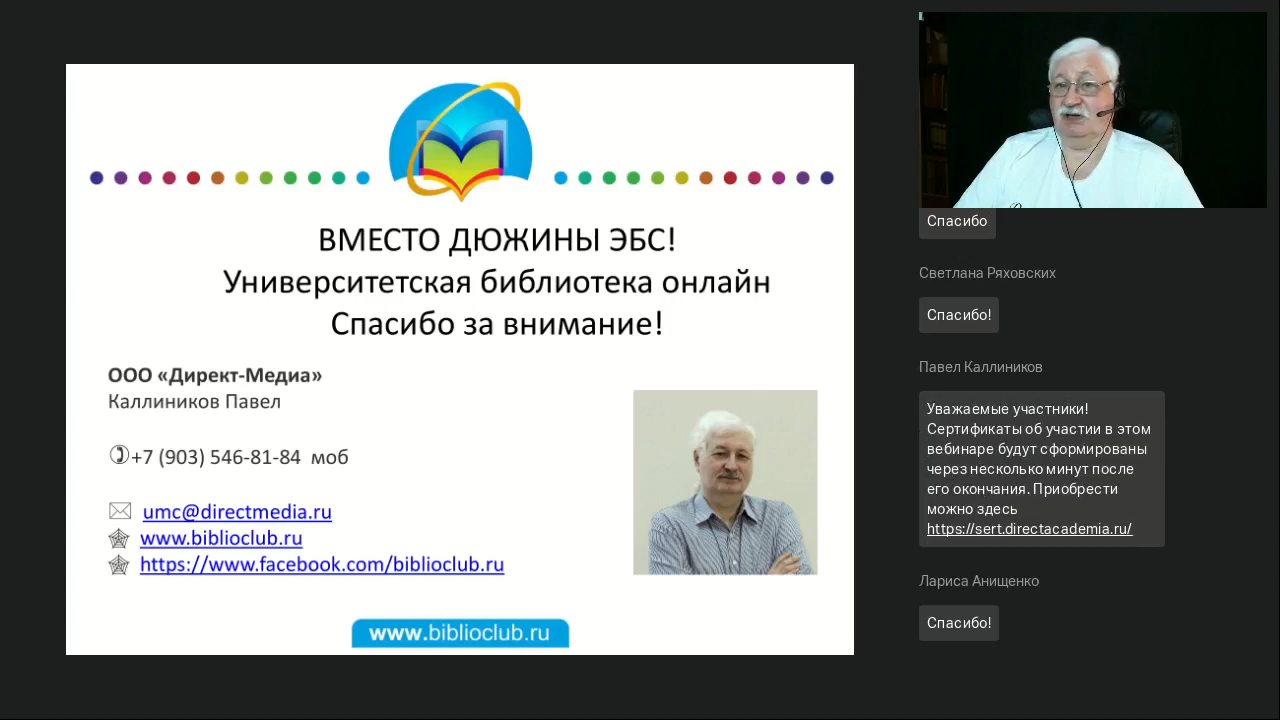 ВМЕСТО ДЮЖИНЫ ЭБС!
Университетская библиотека онлайн
Спасибо за внимание!
ООО «Директ-Медиа»
Каллиников Павел
+7 (903) 546-81-84 моб
umc@directmedia.ru
www.biblioclub.ru
https://www.facebook.com/biblioclub.ru
www.biblioclub.ru
Спасибо
Светлана Ряховских
Спасибо!
Павел Каллиников
Уважаемые участники!
Сертификаты об участии в этом
вебинаре будут сформированы
через несколько минут после
его окончания. Приобрести
можно здесь
https://sert.directacademia.ru/
Лариса Анищенко
Спасибо!